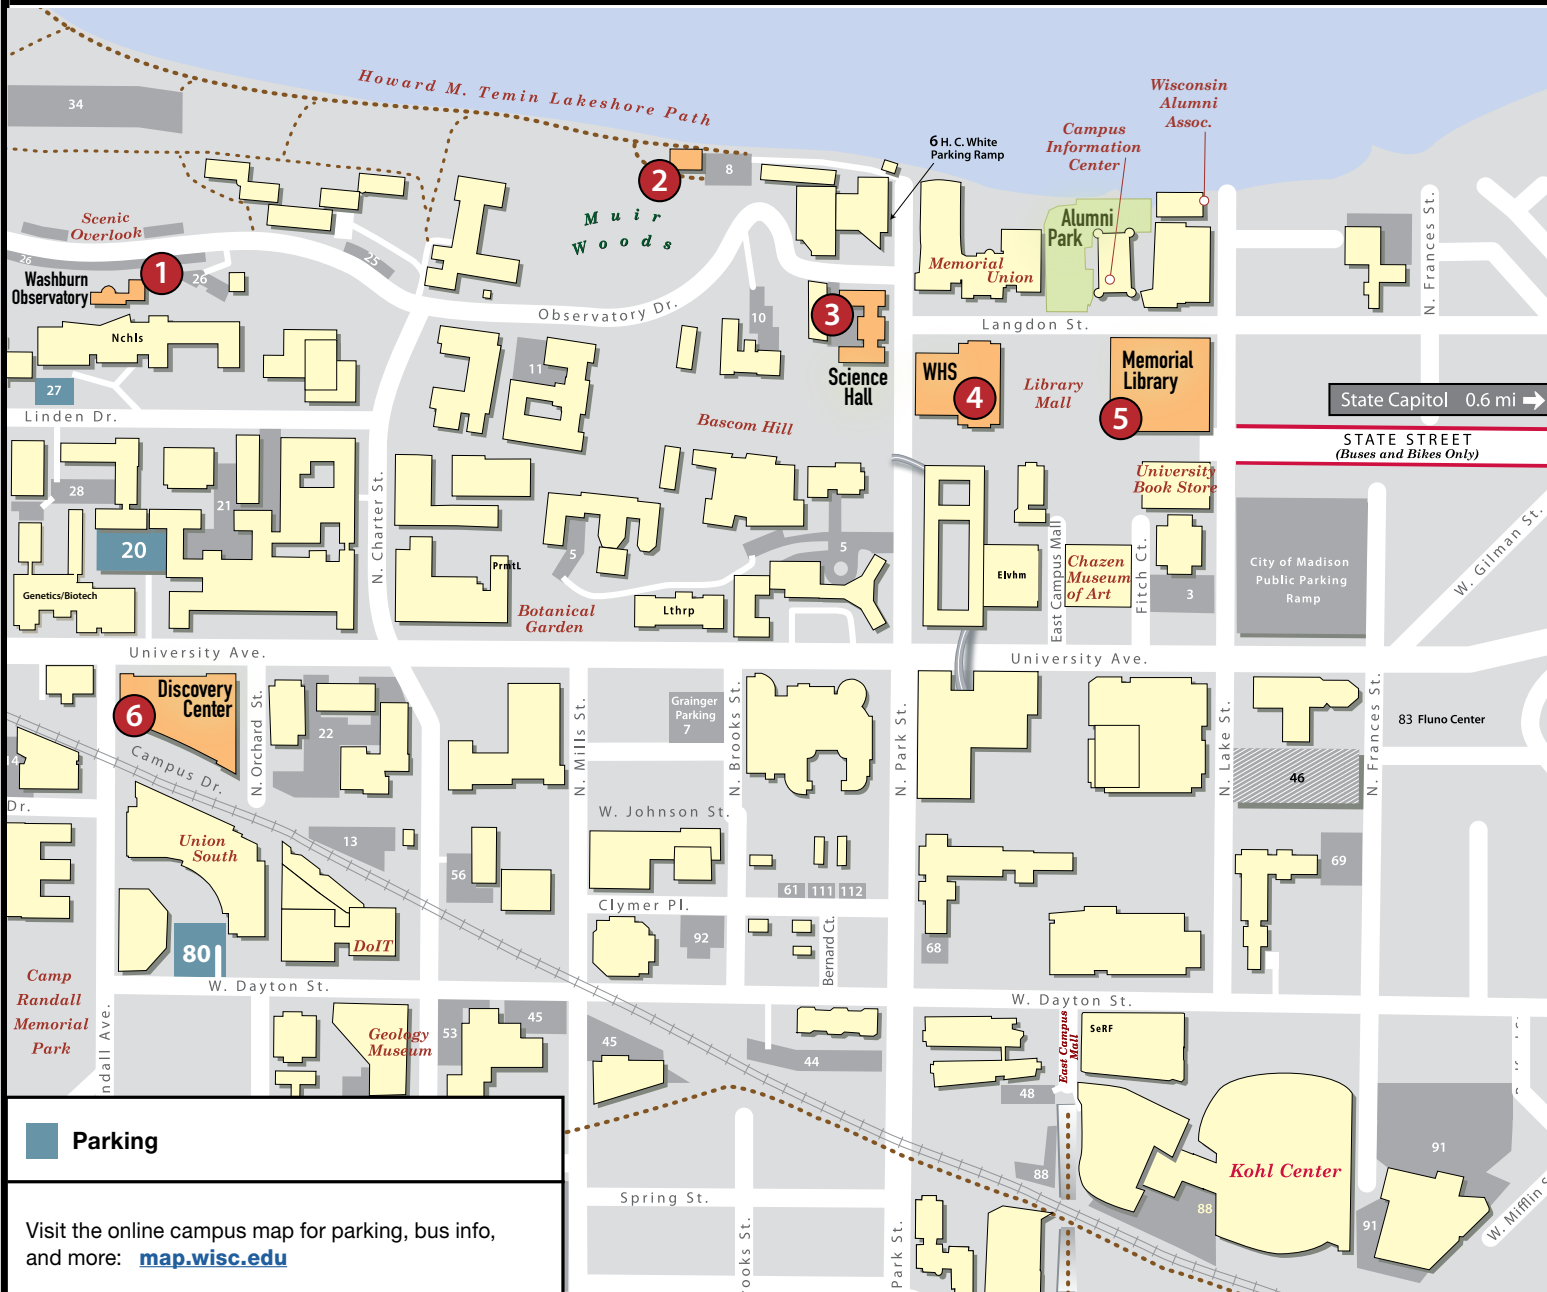 34
Howard M. Temin Lakeshore Path
Wisconsin
Alumni
Assoc.
Campus
Information
Center
6 H. C. White
Parking Ramp
2
8
Muir
Woods
Scenic
Overlook
Alumni
Park
Memorial
Union
N. Frances St.
26
25
26
1
Washburn
Observatory
Observatory Dr.
10
3
Langdon St.
Nchls
11
Science
Hall
WHS
4
Library
Mall
Memorial
Library
5
27
Linden Dr.
Bascom Hill
State Capitol 0.6 mi
STATE STREET
(Buses and Bikes Only)
University
Book Store
28
21
N. Charter St.
20
5
5
PrmtL
Elvhm
East Campus Mall
Chazen
Museum
of Art
Fitch Ct.
3
City of Madison
Public Parking
Ramp
W. Gilman St.
Genetics/Biotech
Botanical
Garden
Lthrp
University Ave.
University Ave.
Discovery
Center
6
N. Orchard St.
22
Grainger
Parking
7
N. Mills St.
N. Brooks St.
N. Park St.
N. Lake St.
N. Frances St.
83 Fluno Center
14
Campus Dr.
46
Dr.
W. Johnson St.
Union
South
13
56
61
111
112
69
Clymer Pl.
80
DoIT
92
Bernard Ct.
68
Camp
Randall
Memorial
Park
W. Dayton St.
W. Dayton St.
ndall Ave.
Geology
Museum
53
45
45
44
East Campus
Mall
SeRF
48
88
88
Kohl Center
91
91
W. Mifflin S
Parking
Spring St.
ooks St.
Park St.
Visit the online campus map for parking, bus info,
and more: map.wisc.edu